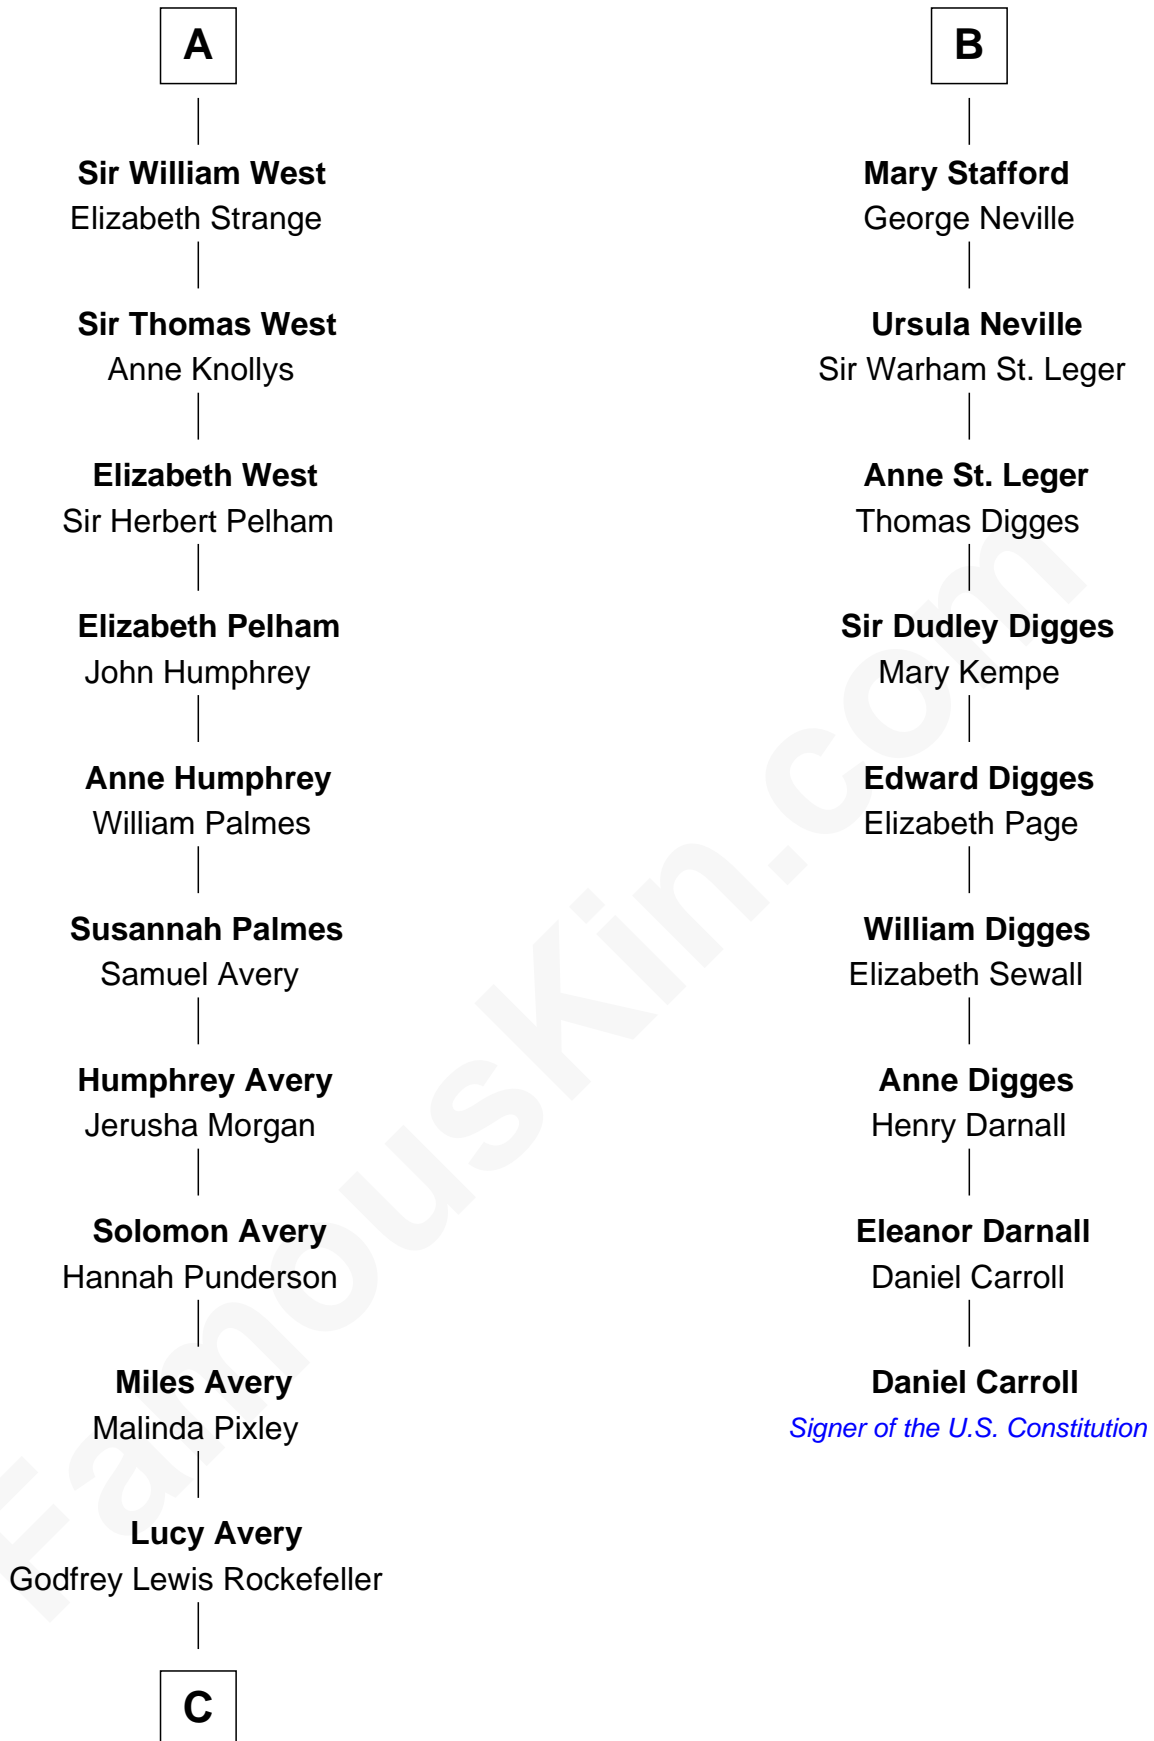 A
Sir William West
Elizabeth Strange
Sir Thomas West
Anne Knollys
Elizabeth West
Sir Herbert Pelham
Elizabeth Pelham
John Humphrey
Anne Humphrey
William Palmes
Susannah Palmes
Samuel Avery
Humphrey Avery
Jerusha Morgan
Solomon Avery
Hannah Punderson
Miles Avery
Malinda Pixley
Lucy Avery
Godfrey Lewis Rockefeller
C
B
Mary Stafford
George Neville
Ursula Neville
Sir Warham St. Leger
Anne St. Leger
Thomas Digges
Sir Dudley Digges
Mary Kempe
Edward Digges
Elizabeth Page
William Digges
Elizabeth Sewall
Anne Digges
Henry Darnall
Eleanor Darnall
Daniel Carroll
Daniel Carroll
Signer of the U.S. Constitution
FamousKin.com